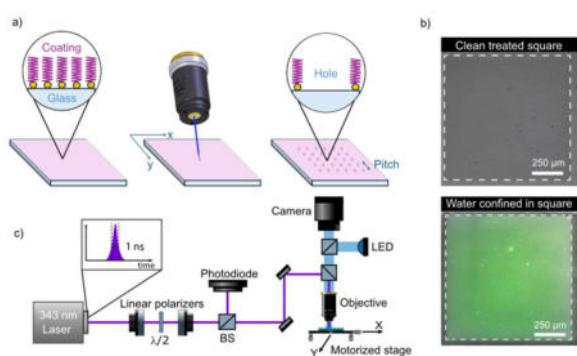 a)
Coating
Glass
x
y
Hole
Pitch
b)
Clean treated square
250 µm
Water confined in square
250 µm
c)
1 ns
time
343 nm
Laser
Linear polarizers
λ/2
Photodiode
BS
Camera
LED
Objective
X
Y
Motorized stage